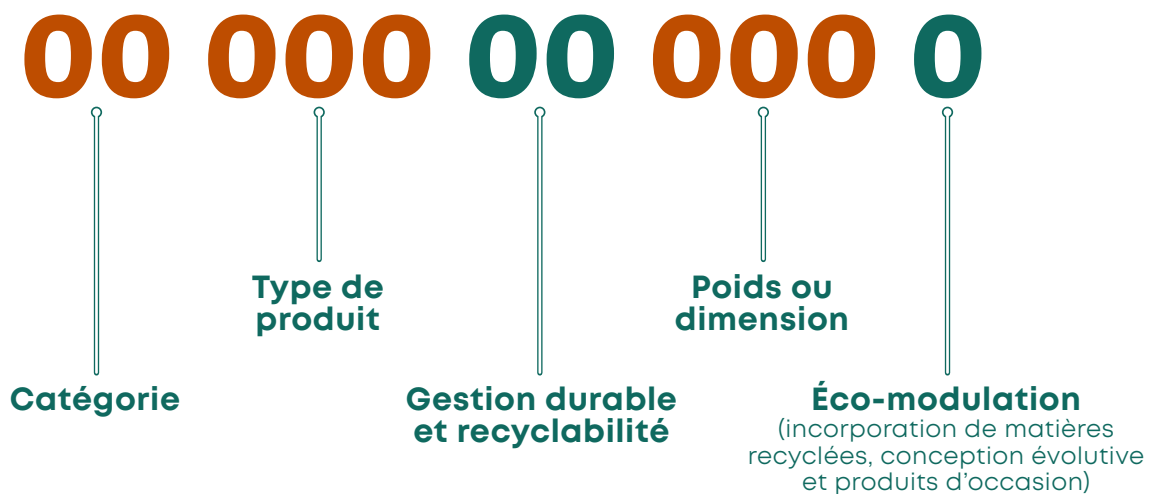 00 000 00 000 0
Type de
produit
Poids ou
dimension
Catégorie
Gestion durable
et recyclabilité
Éco-modulation
(incorporation de matières
recyclées, conception évolutive
et produits d'occasion)